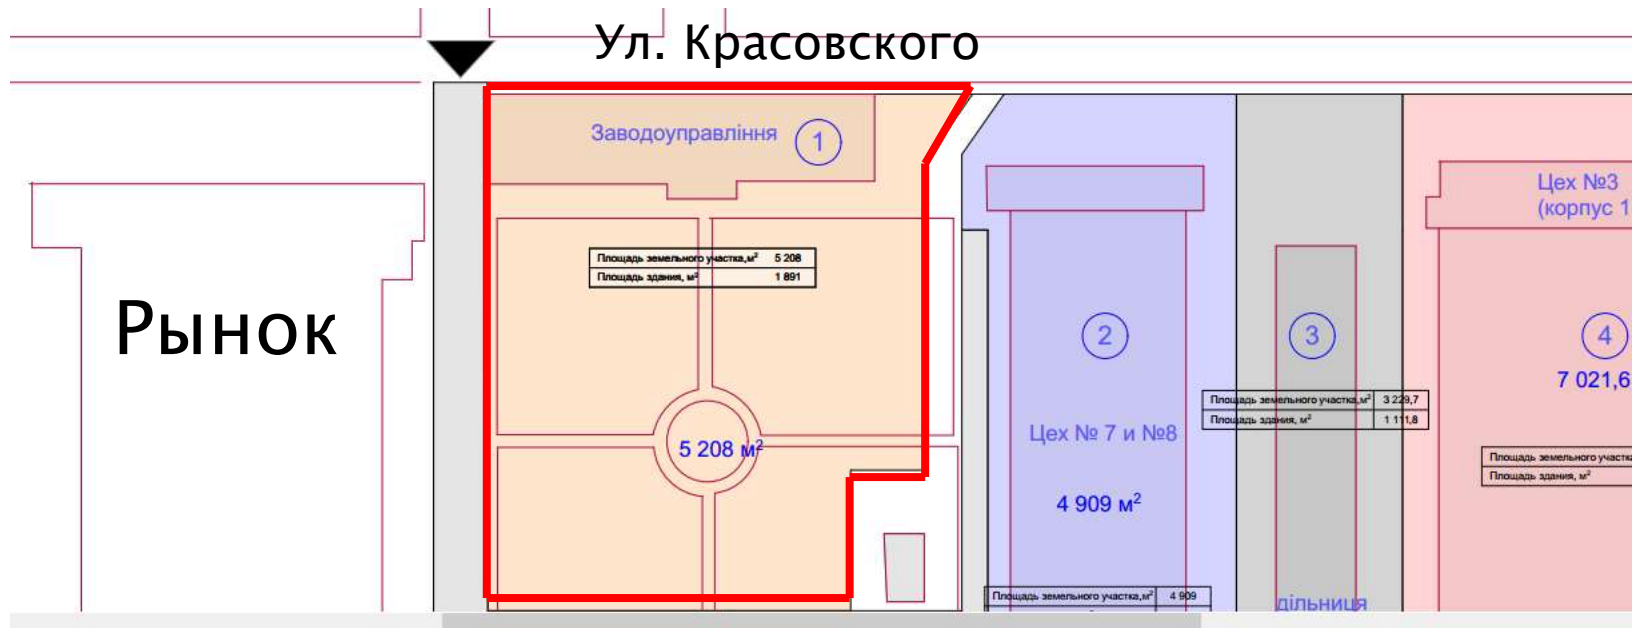 Ул. Красовского
Заводоуправління 1
Цех №3
(корпус 1
Площадь земельного участка,м² 5 208
Площадь здания, м² 1 891
Рынок
2
3
4
7 021,6
Площадь земельного участка,м² 3 229,7
Площадь здания, м² 1 111,8
Цех № 7 и №8
5 208 м²
Площадь земельного участка
Площадь здания, м²
4 909 м²
Площадь земельного участка,м² 4 909
дільниця